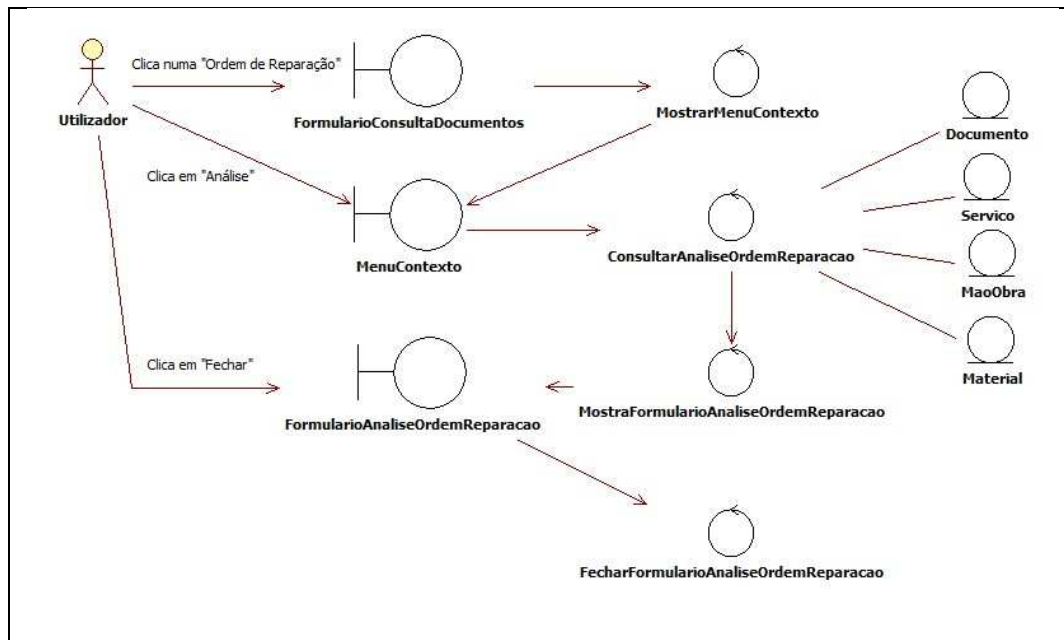 Clica numa "Ordem de Reparação"
Utilizador
FormularioConsultaDocumentos
MostrarMenuContexto
Documento
Clica em "Análise"
Servico
MenuContexto
ConsultarAnaliseOrdemReparacao
MaoObra
Clica em "Fechar"
Material
FormularioAnaliseOrdemReparacao
MostraFormularioAnaliseOrdemReparacao
FecharFormularioAnaliseOrdemReparacao